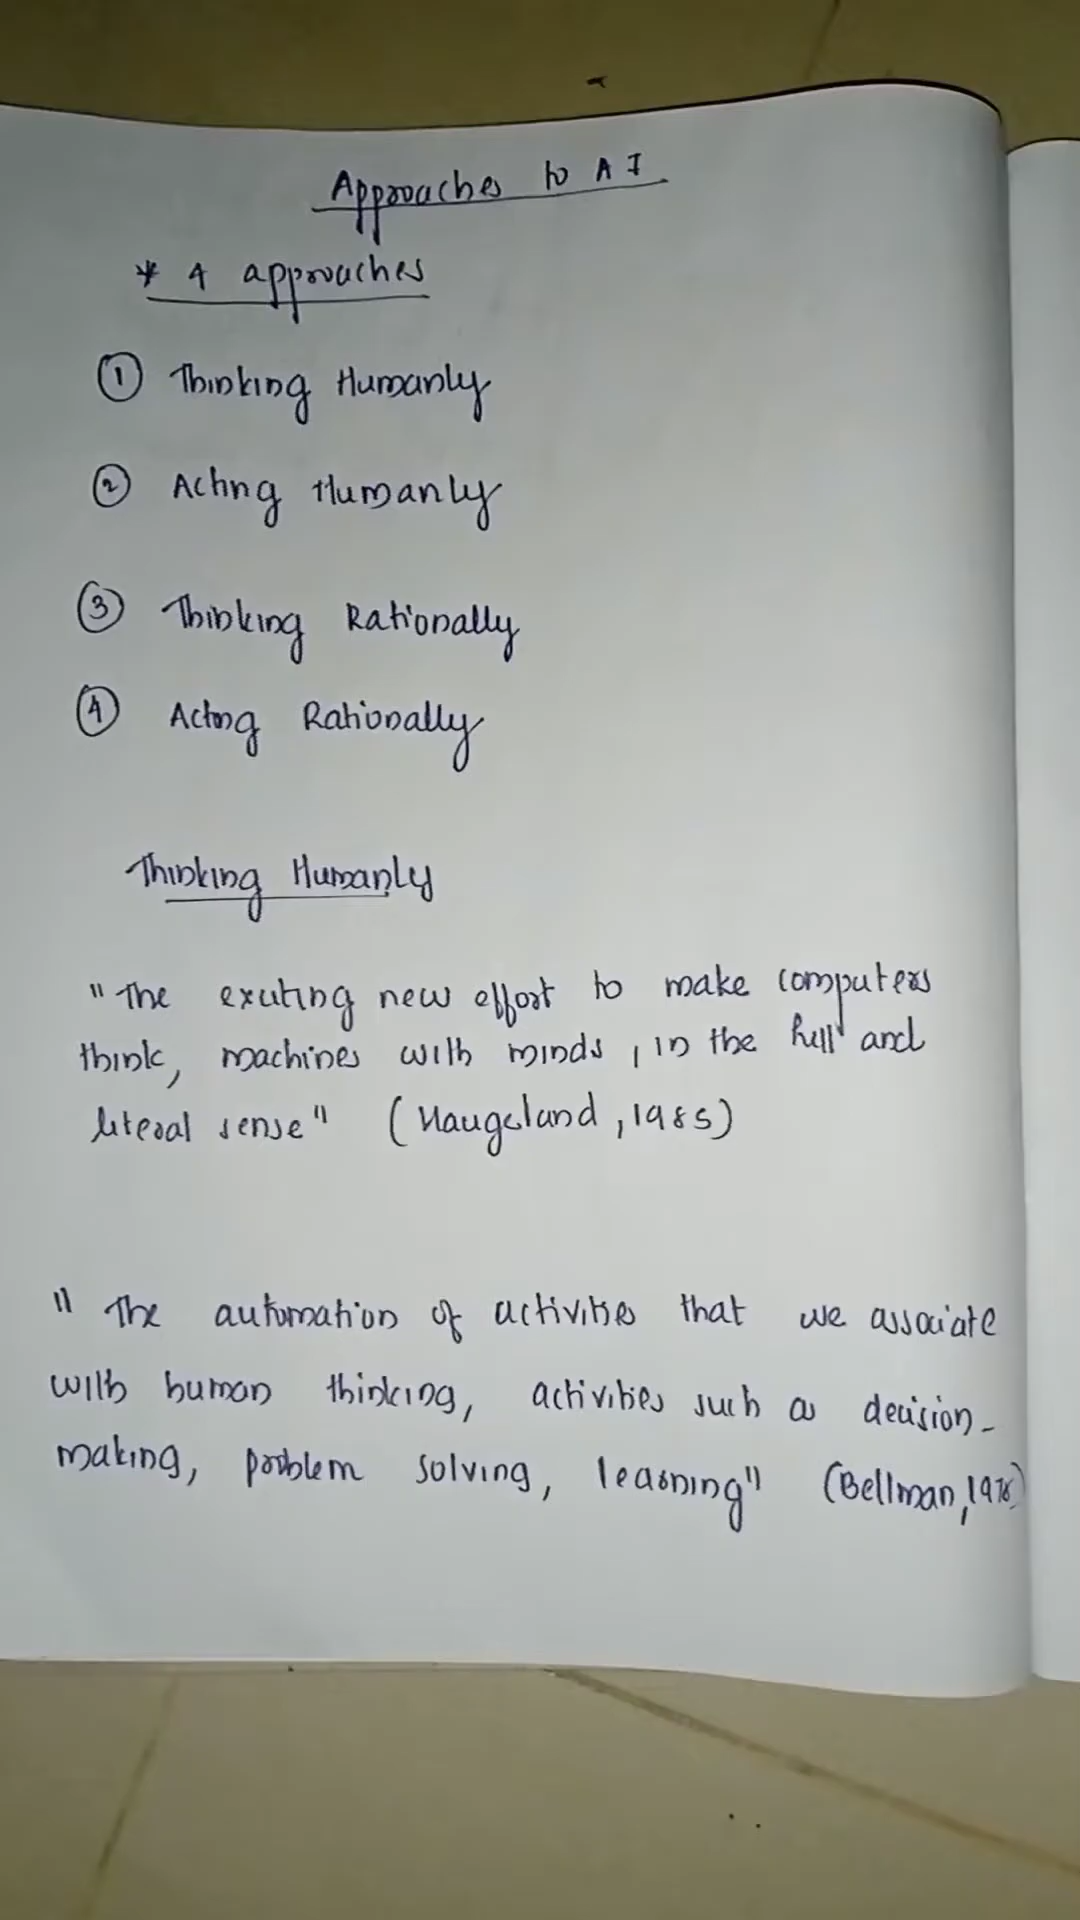 Approaches to AI
* 4 approaches
① Thinking Humanly
② Acting Humanly
③ Thinking Rationally
④ Acting Rationally
Thinking Humanly
"The exciting new effort to make computers
think, machines with minds, in the full and
literal sense" (Haugeland, 1985)
"The automation of activities that we associate
with human thinking, activities such as decision-
making, problem solving, learning" (Bellman, 1978)